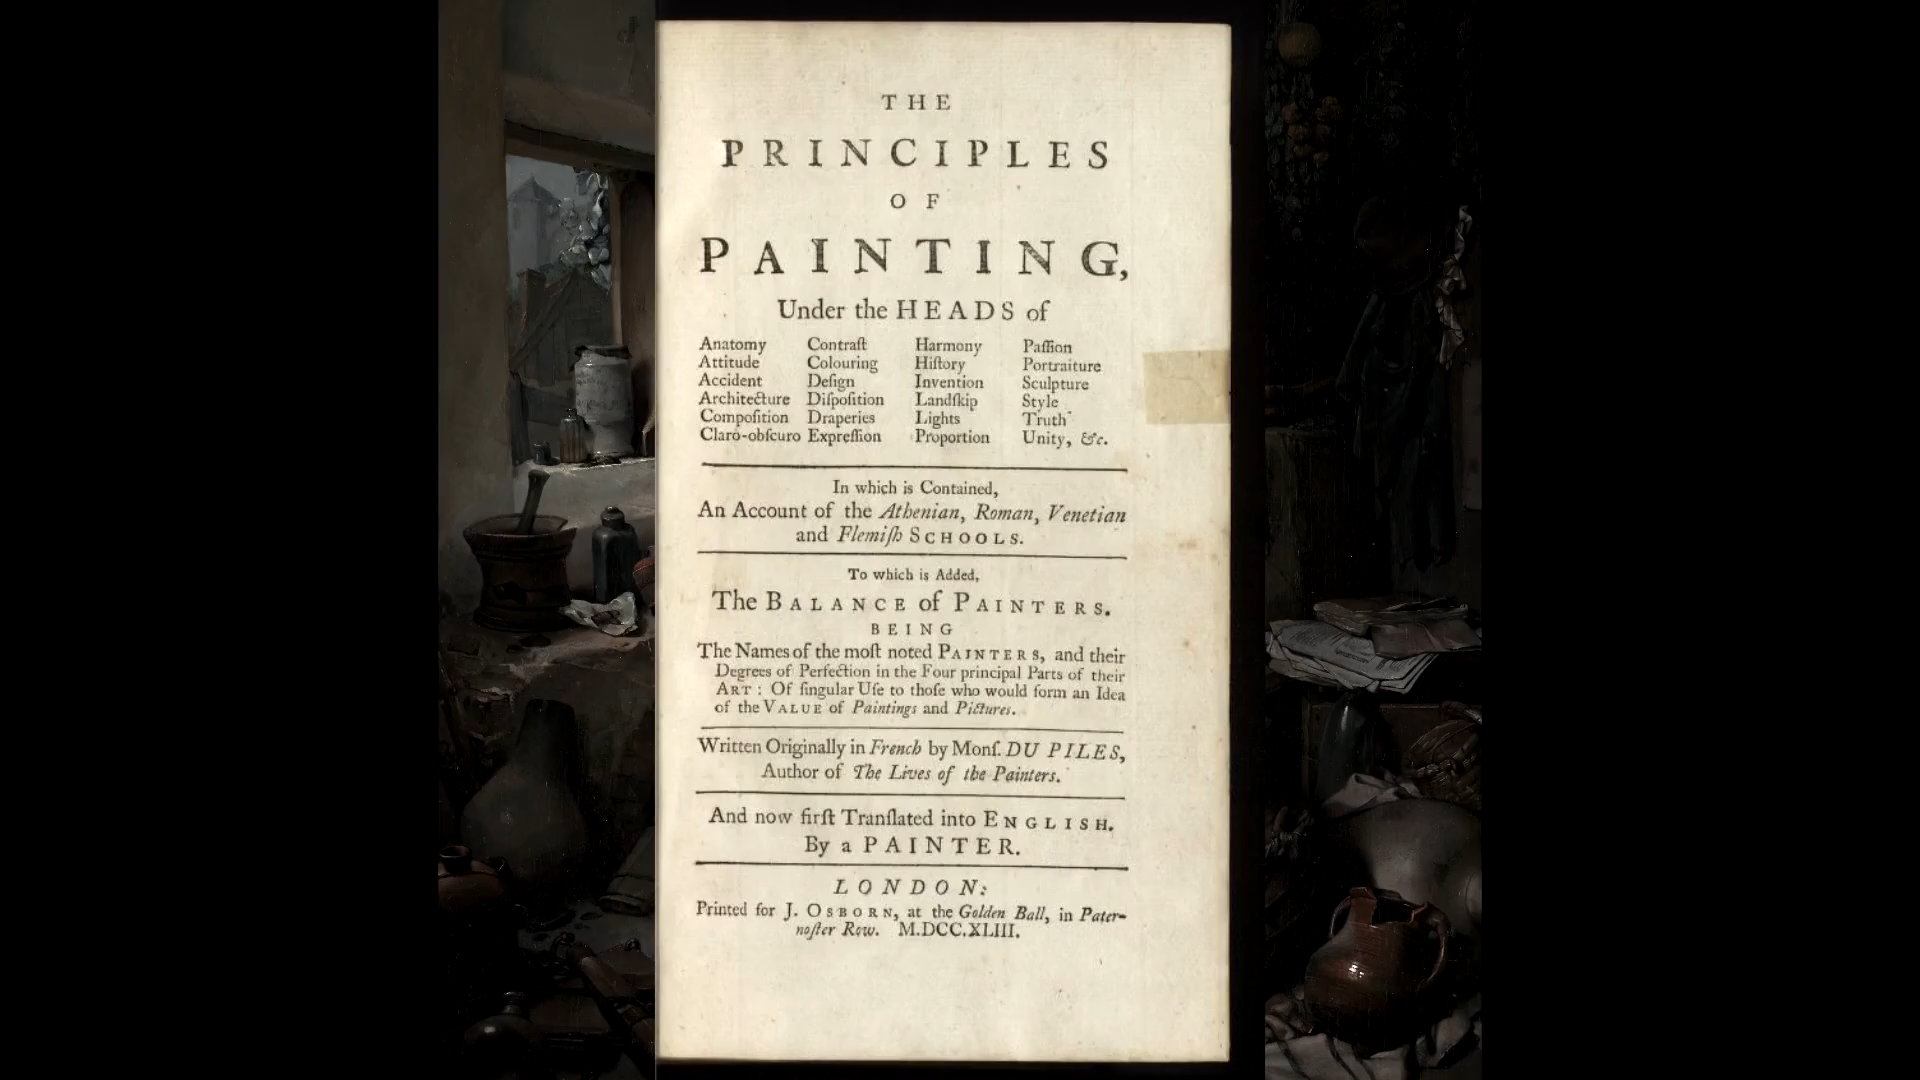 THE
PRINCIPLES
OF
PAINTING,
Under the HEADS of
Anatomy Contraſt Harmony Paſſion
Attitude Colouring Hiſtory Portraiture
Accident Deſign Invention Sculpture
Architecture Diſpoſition Landſkip Style
Compoſition Draperies Lights Truth
Claro-obſcuro Expreſſion Proportion Unity, &c.
In which is Contained,
An Account of the Athenian, Roman, Venetian
and Flemiſh SCHOOLS.
To which is Added,
The BALANCE of PAINTERS.
BEING
The Names of the moſt noted PAINTERS, and their
Degrees of Perfection in the Four principal Parts of their
ART: Of ſingular Uſe to thoſe who would form an Idea
of the VALUE of Paintings and Pictures.
Written Originally in French by Monſ. DU PILES,
Author of The Lives of the Painters.
And now firſt Tranſlated into ENGLISH.
By a PAINTER.
LONDON:
Printed for J. OSBORN, at the Golden Ball, in Pater-
noſter Row. M.DCC.XLIII.